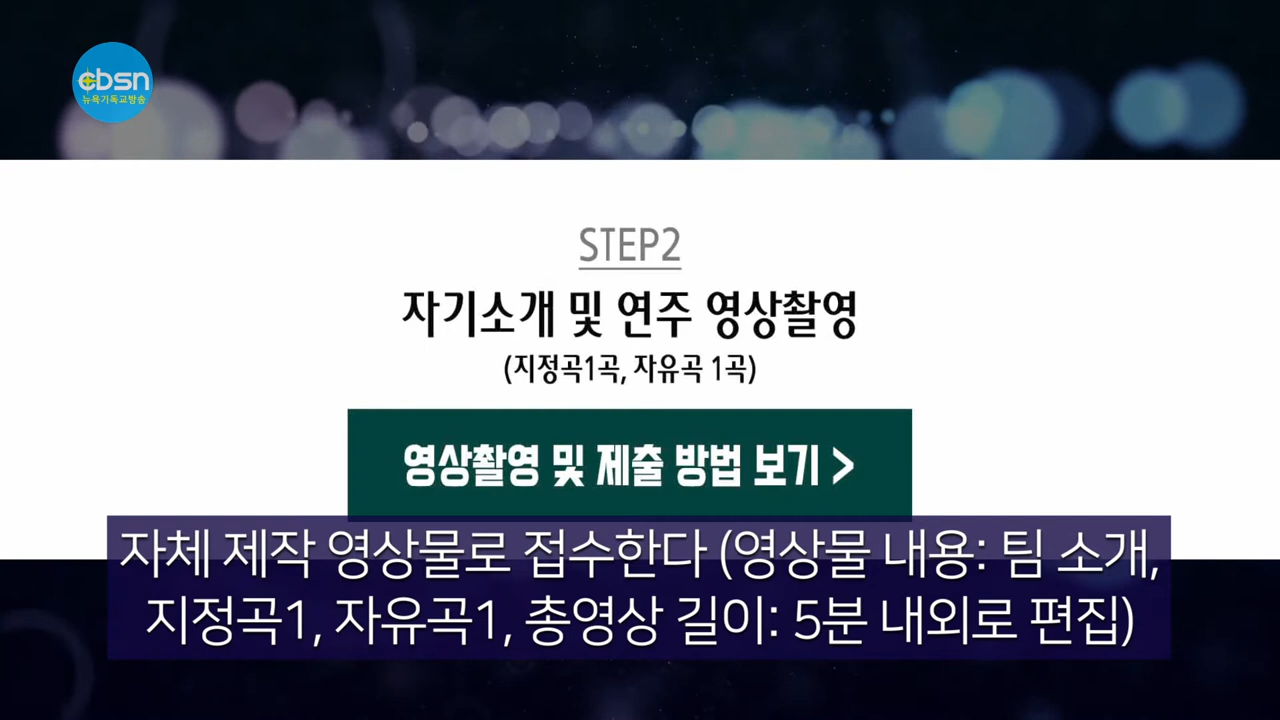 cbsn
뉴욕기독교방송
STEP2
자기소개 및 연주 영상촬영
(지정곡1곡, 자유곡 1곡)
영상촬영 및 제출 방법 보기 >
자체 제작 영상물로 접수한다 (영상물 내용: 팀 소개,
지정곡1, 자유곡1, 총영상 길이: 5분 내외로 편집)